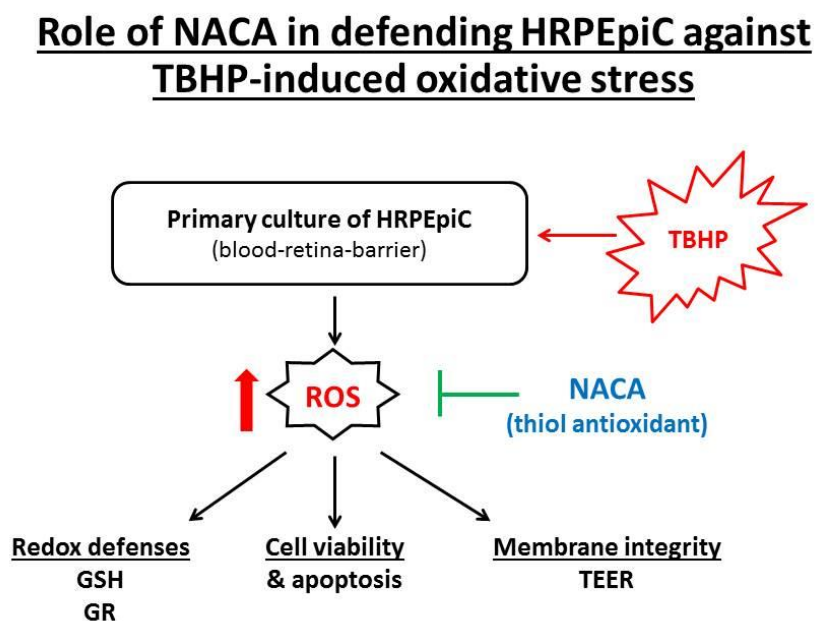 Role of NACA in defending HRPEpiC against
TBHP-induced oxidative stress
Primary culture of HRPEpiC
(blood-retina-barrier)
TBHP
ROS
NACA
(thiol antioxidant)
Redox defenses
GSH
GR
Cell viability
& apoptosis
Membrane integrity
TEER